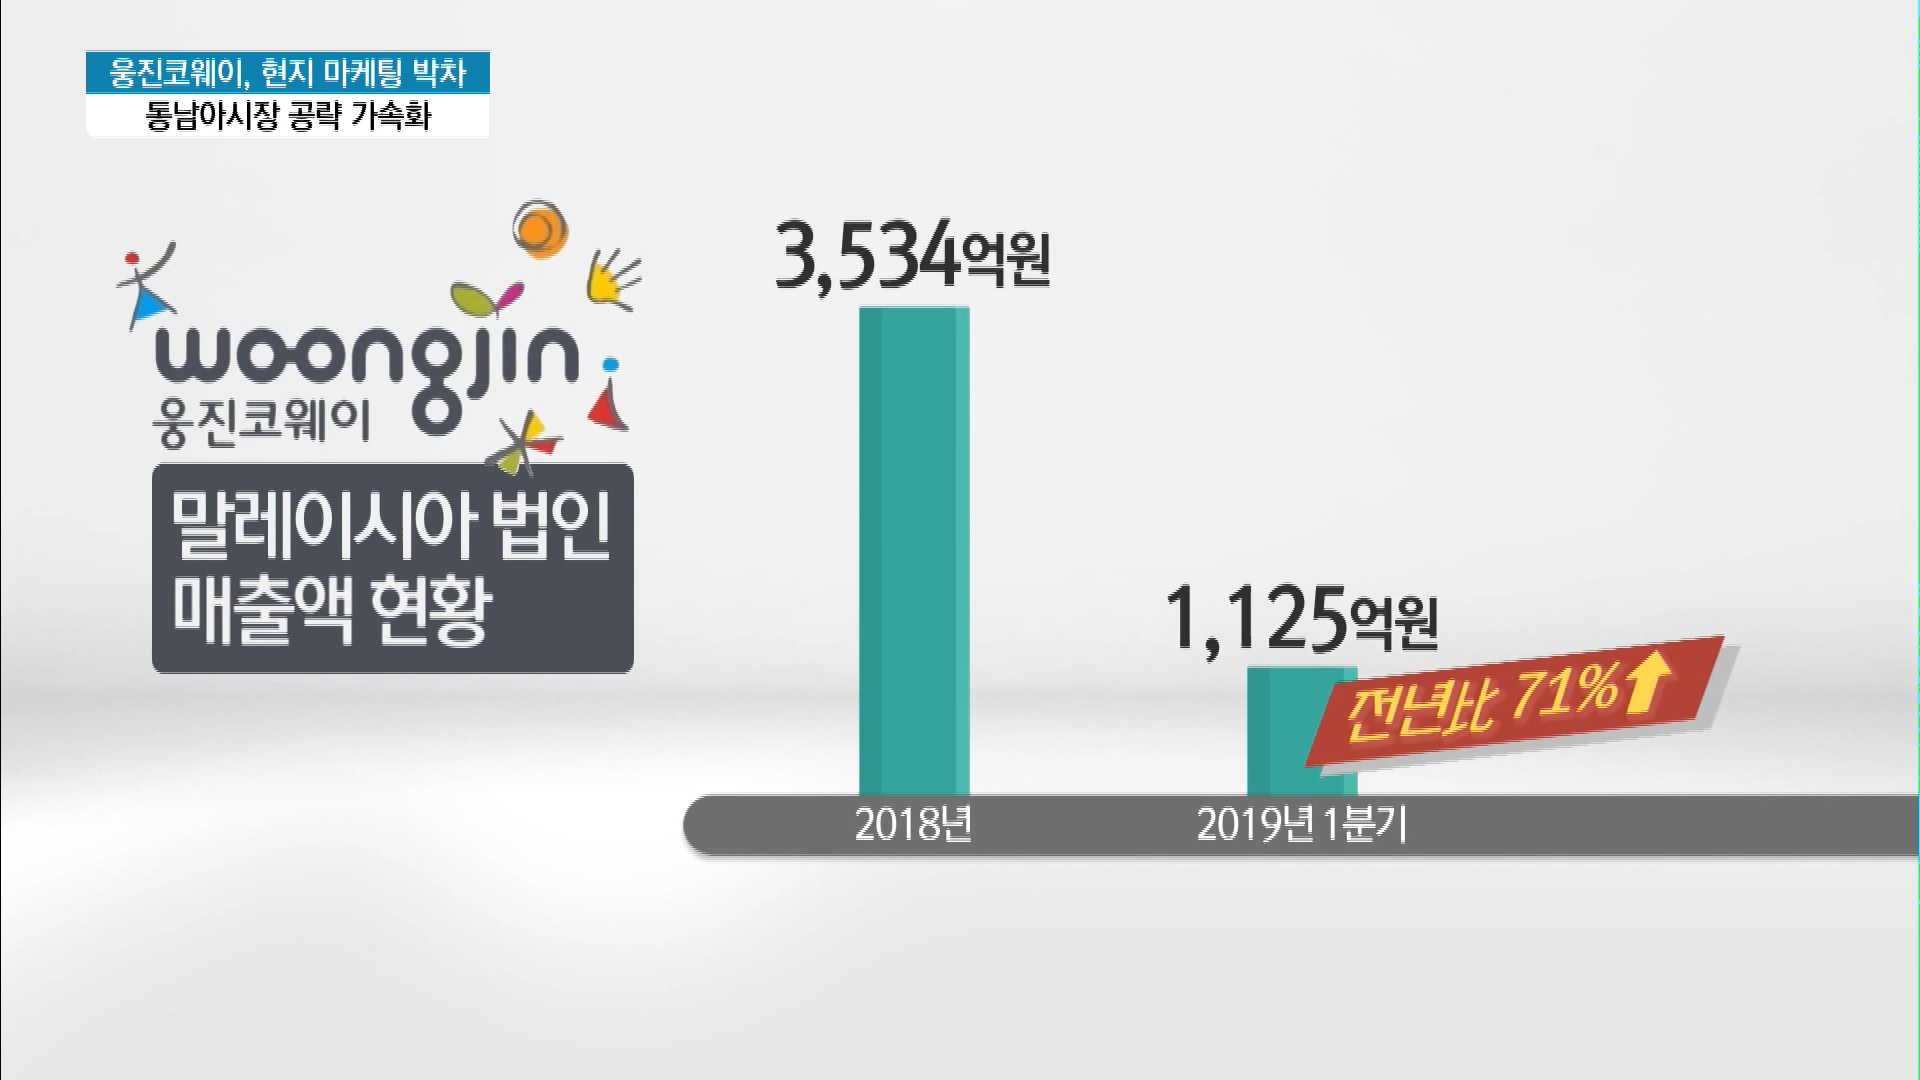 웅진코웨이, 현지 마케팅 박차
동남아시장 공략 가속화
woongjin
웅진코웨이
말레이시아 법인
매출액 현황
3,534억원
1,125억원
전년比 71%⬆
2018년
2019년 1분기